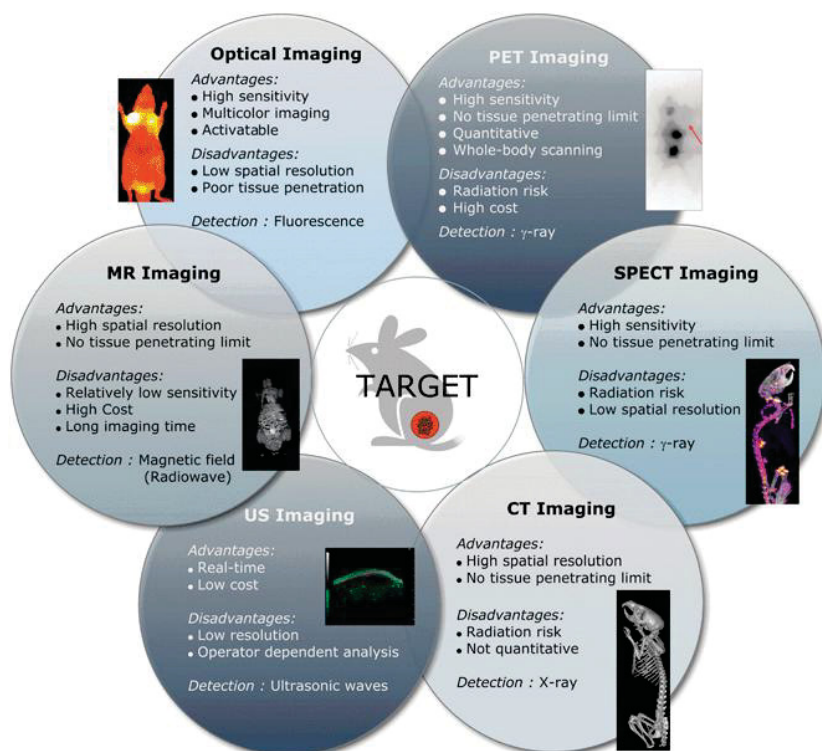 Optical Imaging
Advantages:
• High sensitivity
• Multicolor imaging
• Activatable
Disadvantages:
• Low spatial resolution
• Poor tissue penetration
Detection : Fluorescence
PET Imaging
Advantages:
• High sensitivity
• No tissue penetrating limit
• Quantitative
• Whole-body scanning
Disadvantages:
• Radiation risk
• High cost
Detection : γ-ray
MR Imaging
Advantages:
• High spatial resolution
• No tissue penetrating limit
Disadvantages:
• Relatively low sensitivity
• High Cost
• Long imaging time
Detection : Magnetic field
(Radiowave)
TARGET
SPECT Imaging
Advantages:
• High sensitivity
• No tissue penetrating limit
Disadvantages:
• Radiation risk
• Low spatial resolution
Detection : γ-ray
US Imaging
Advantages:
• Real-time
• Low cost
Disadvantages:
• Low resolution
• Operator dependent analysis
Detection : Ultrasonic waves
CT Imaging
Advantages:
• High spatial resolution
• No tissue penetrating limit
Disadvantages:
• Radiation risk
• Not quantitative
Detection : X-ray